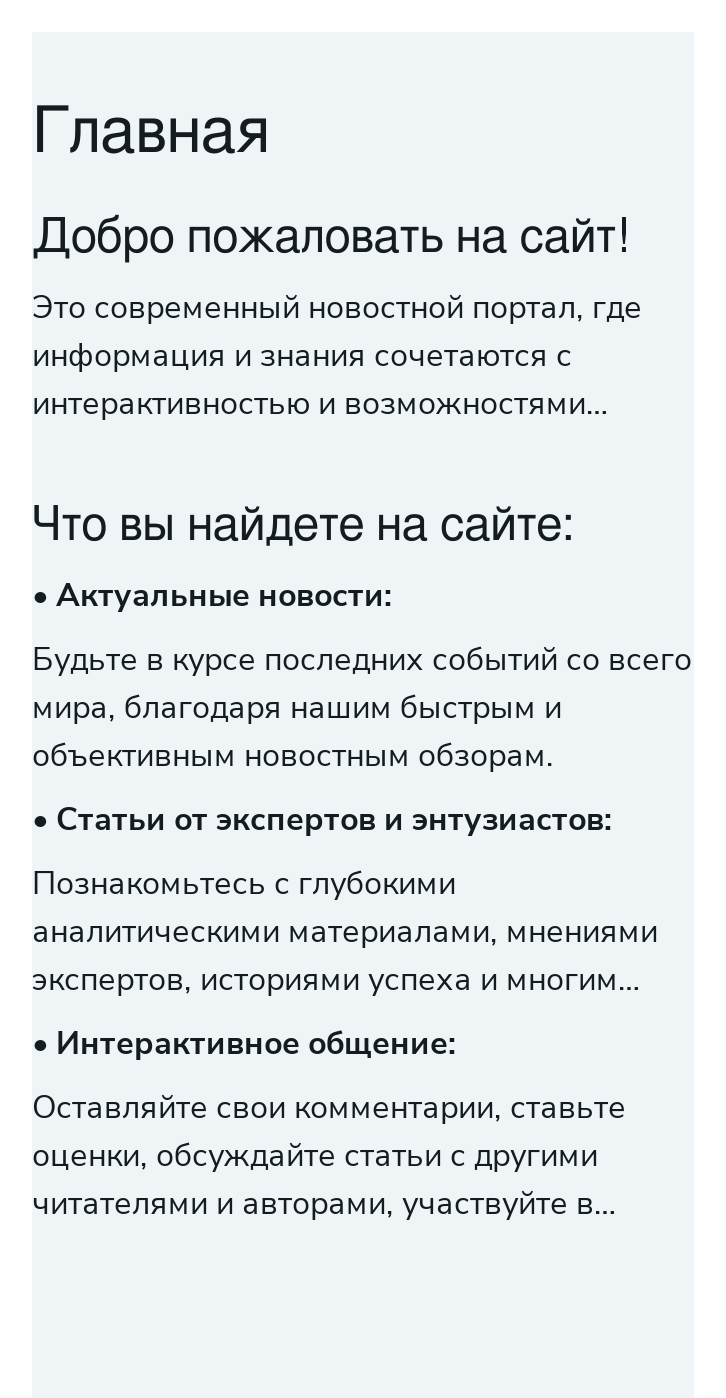 Главная
Добро пожаловать на сайт!
Это современный новостной портал, где
информация и знания сочетаются с
интерактивностью и возможностями...
Что вы найдете на сайте:
• Актуальные новости:
Будьте в курсе последних событий со всего
мира, благодаря нашим быстрым и
объективным новостным обзорам.
• Статьи от экспертов и энтузиастов:
Познакомьтесь с глубокими
аналитическими материалами, мнениями
экспертов, историями успеха и многим...
• Интерактивное общение:
Оставляйте свои комментарии, ставьте
оценки, обсуждайте статьи с другими
читателями и авторами, участвуйте в...